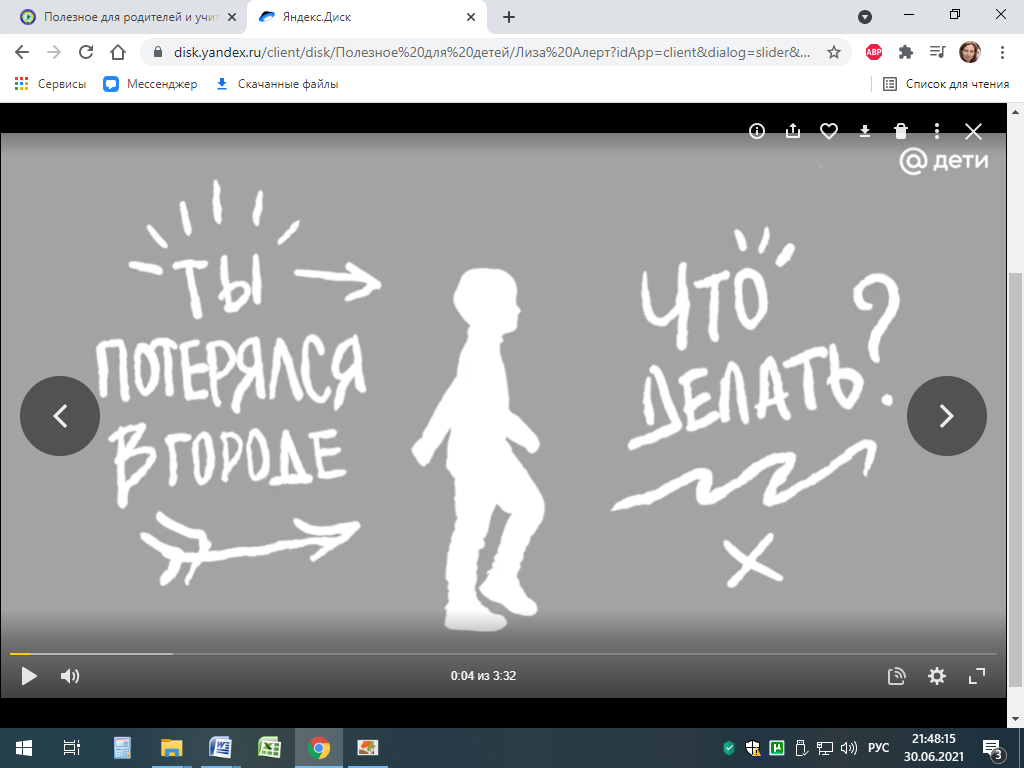 Полезное для родителей и учит
Яндекс.Диск
disk.yandex.ru/client/disk/Полезное%20для%20детей/Лиза%20Алерт?idApp=client&dialog=slider&...
ABP
Сервисы
Мессенджер
Скачанные файлы
Список для чтения
@ дети
ТЫ
ПОТЕРЯЛСЯ
В ГОРОДЕ
ЧТО
ДЕЛАТЬ?
0:04 из 3:32
РУС
21:48:15
30.06.2021
3